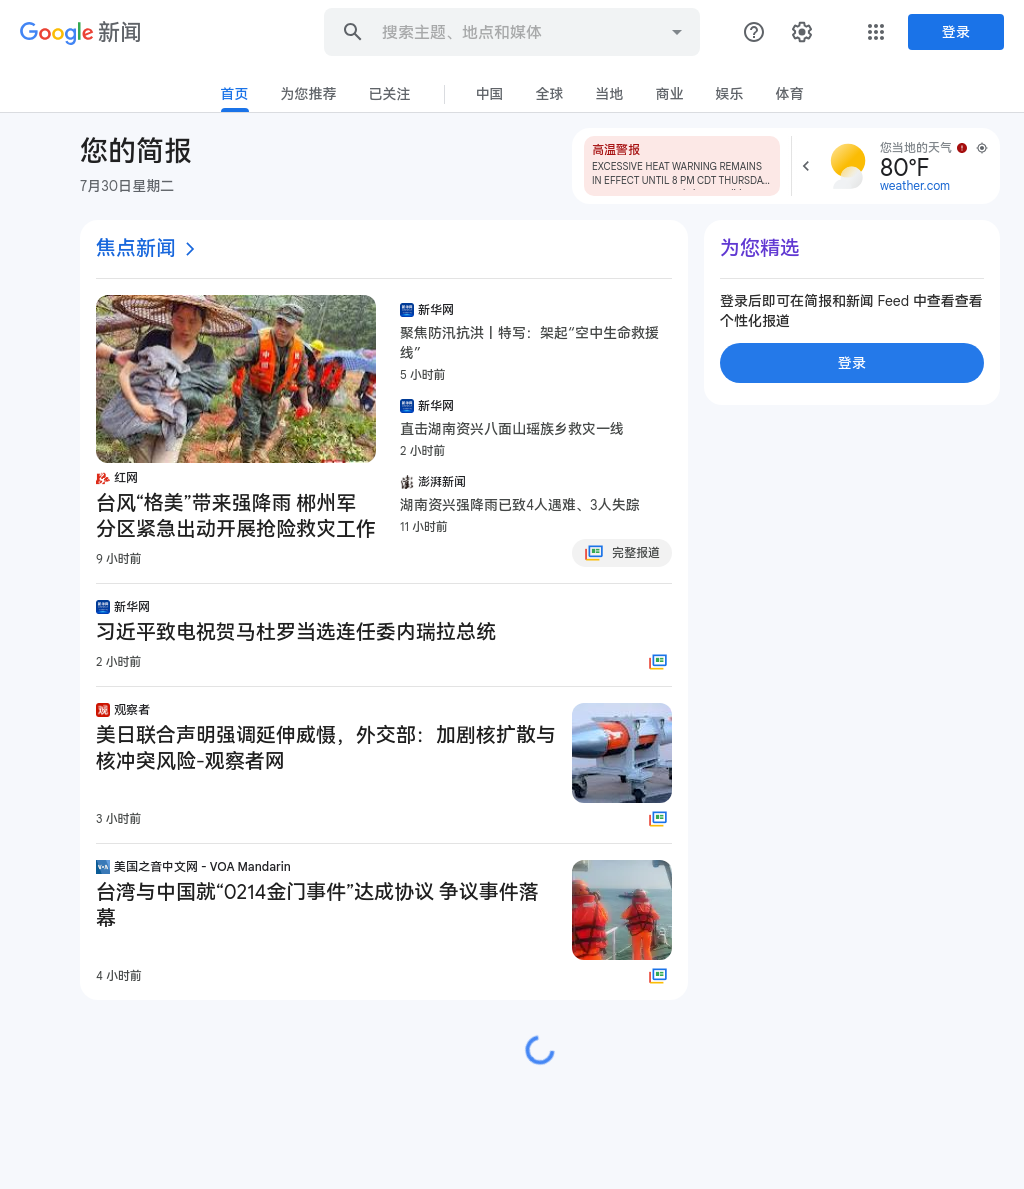 Google 新闻
搜索主题、地点和媒体
登录
首页
为您推荐
已关注
中国
全球
当地
商业
娱乐
体育
您的简报
7月30日星期二
高温警报
EXCESSIVE HEAT WARNING REMAINS
IN EFFECT UNTIL 8 PM CDT THURSDA...
您当地的天气
80°F
weather.com
焦点新闻
红网
台风“格美”带来强降雨 郴州军
分区紧急出动开展抢险救灾工作
9 小时前
新华网
聚焦防汛抗洪丨特写：架起“空中生命救援
线”
5 小时前
新华网
直击湖南资兴八面山瑶族乡救灾一线
2 小时前
澎湃新闻
湖南资兴强降雨已致4人遇难、3人失踪
11 小时前
完整报道
新华网
习近平致电祝贺马杜罗当选连任委内瑞拉总统
2 小时前
观
观察者
美日联合声明强调延伸威慑，外交部：加剧核扩散与
核冲突风险-观察者网
3 小时前
VOA
美国之音中文网 - VOA Mandarin
台湾与中国就“0214金门事件”达成协议 争议事件落
幕
4 小时前
为您精选
登录后即可在简报和新闻 Feed 中查看查看
个性化报道
登录